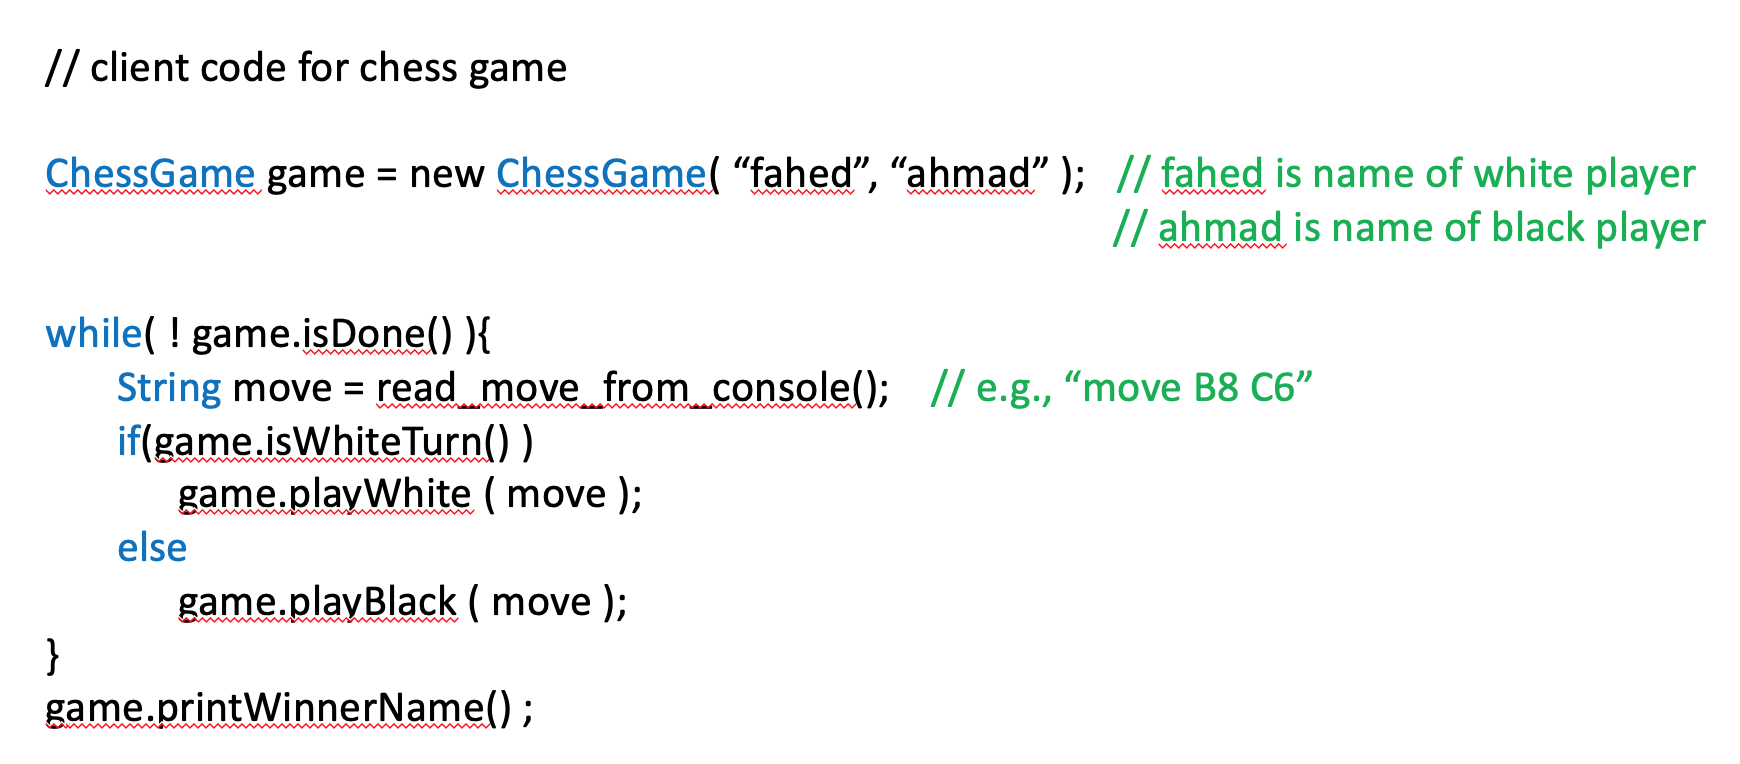 // client code for chess game
ChessGame game = new ChessGame( “fahed”, “ahmad” ); // fahed is name of white player
// ahmad is name of black player
while( ! game.isDone() ){
String move = read_move_from_console(); // e.g., “move B8 C6”
if(game.isWhiteTurn() )
game.playWhite ( move );
else
game.playBlack ( move );
}
game.printWinnerName() ;